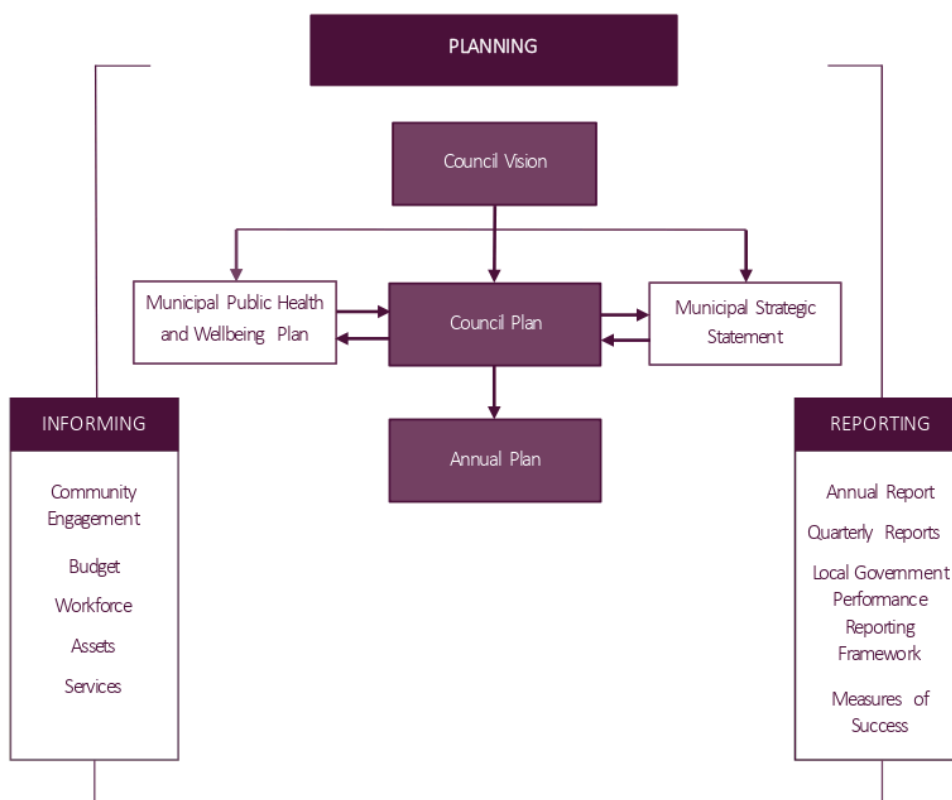 PLANNING
Council Vision
Municipal Public Health
and Wellbeing Plan
Council Plan
Municipal Strategic
Statement
Annual Plan
INFORMING
Community
Engagement
Budget
Workforce
Assets
Services
REPORTING
Annual Report
Quarterly Reports
Local Government
Performance
Reporting
Framework
Measures of
Success